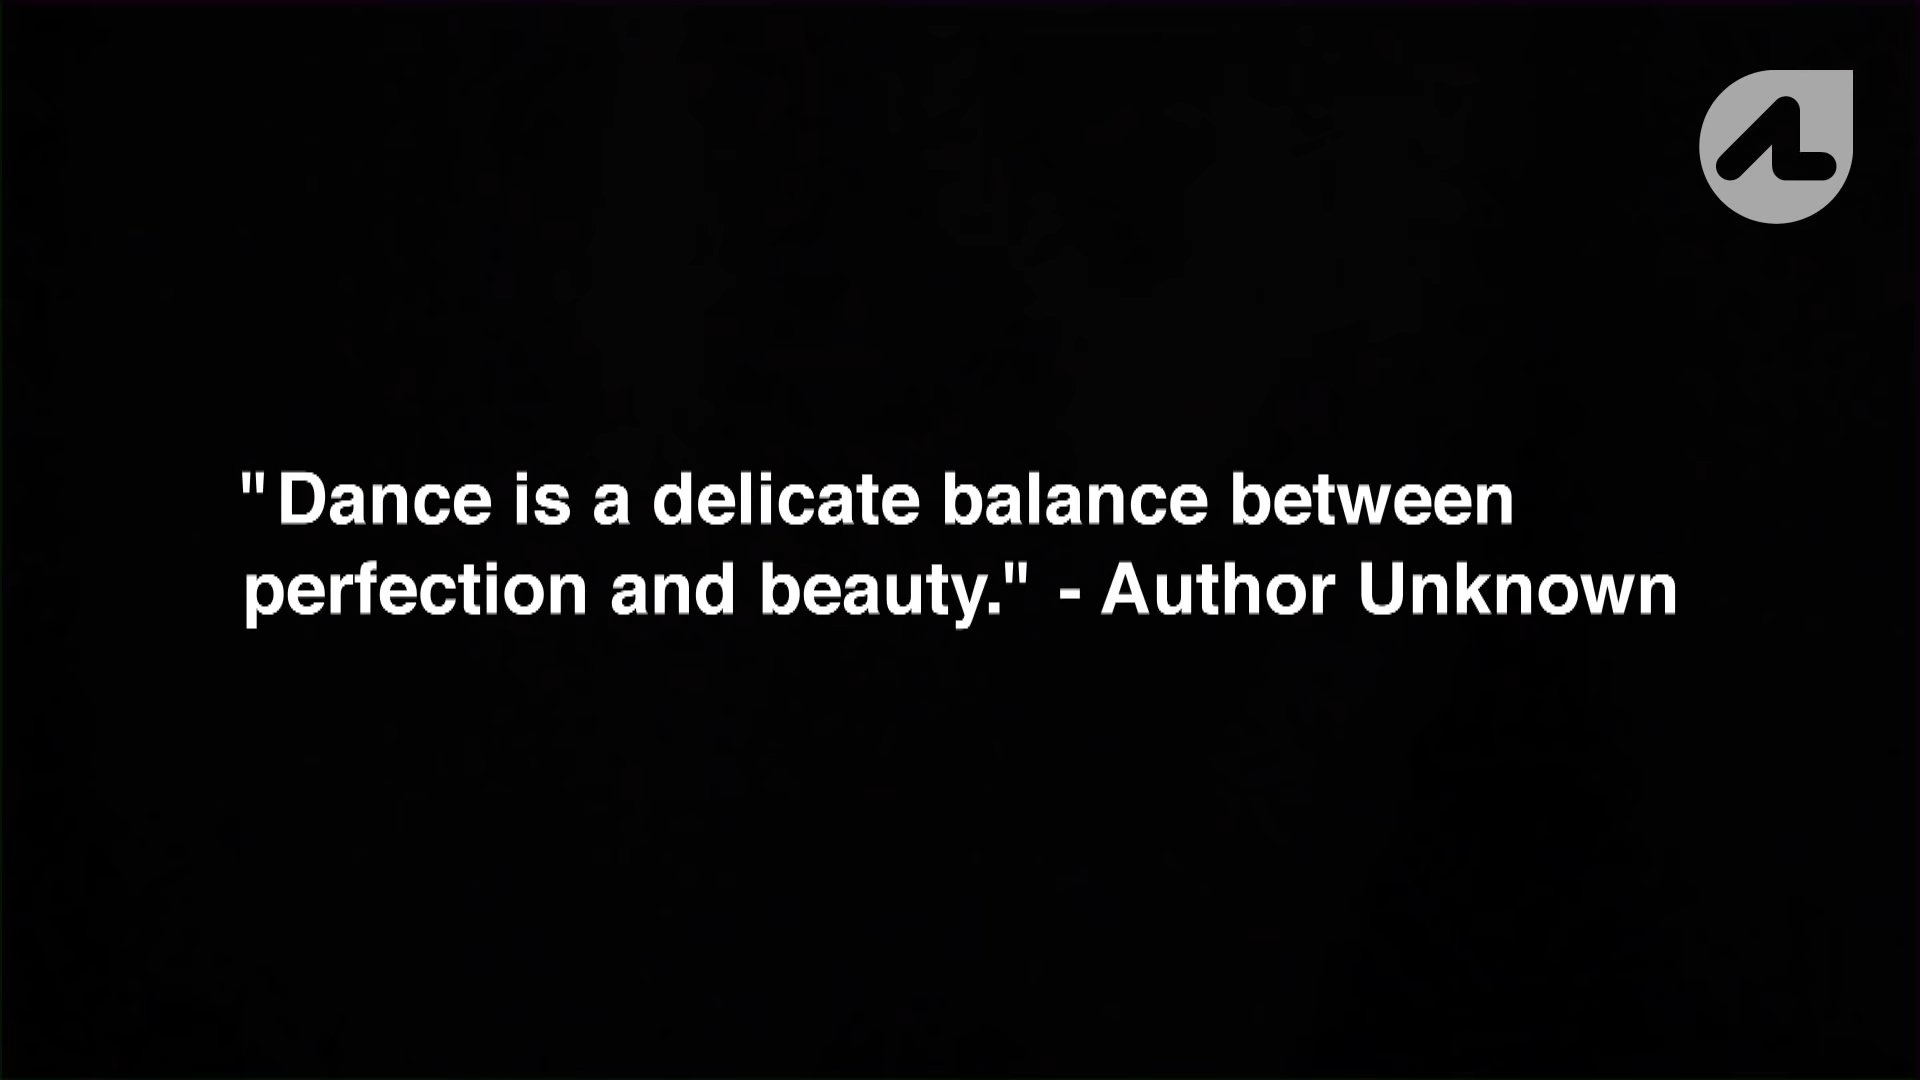 "Dance is a delicate balance between
perfection and beauty." - Author Unknown